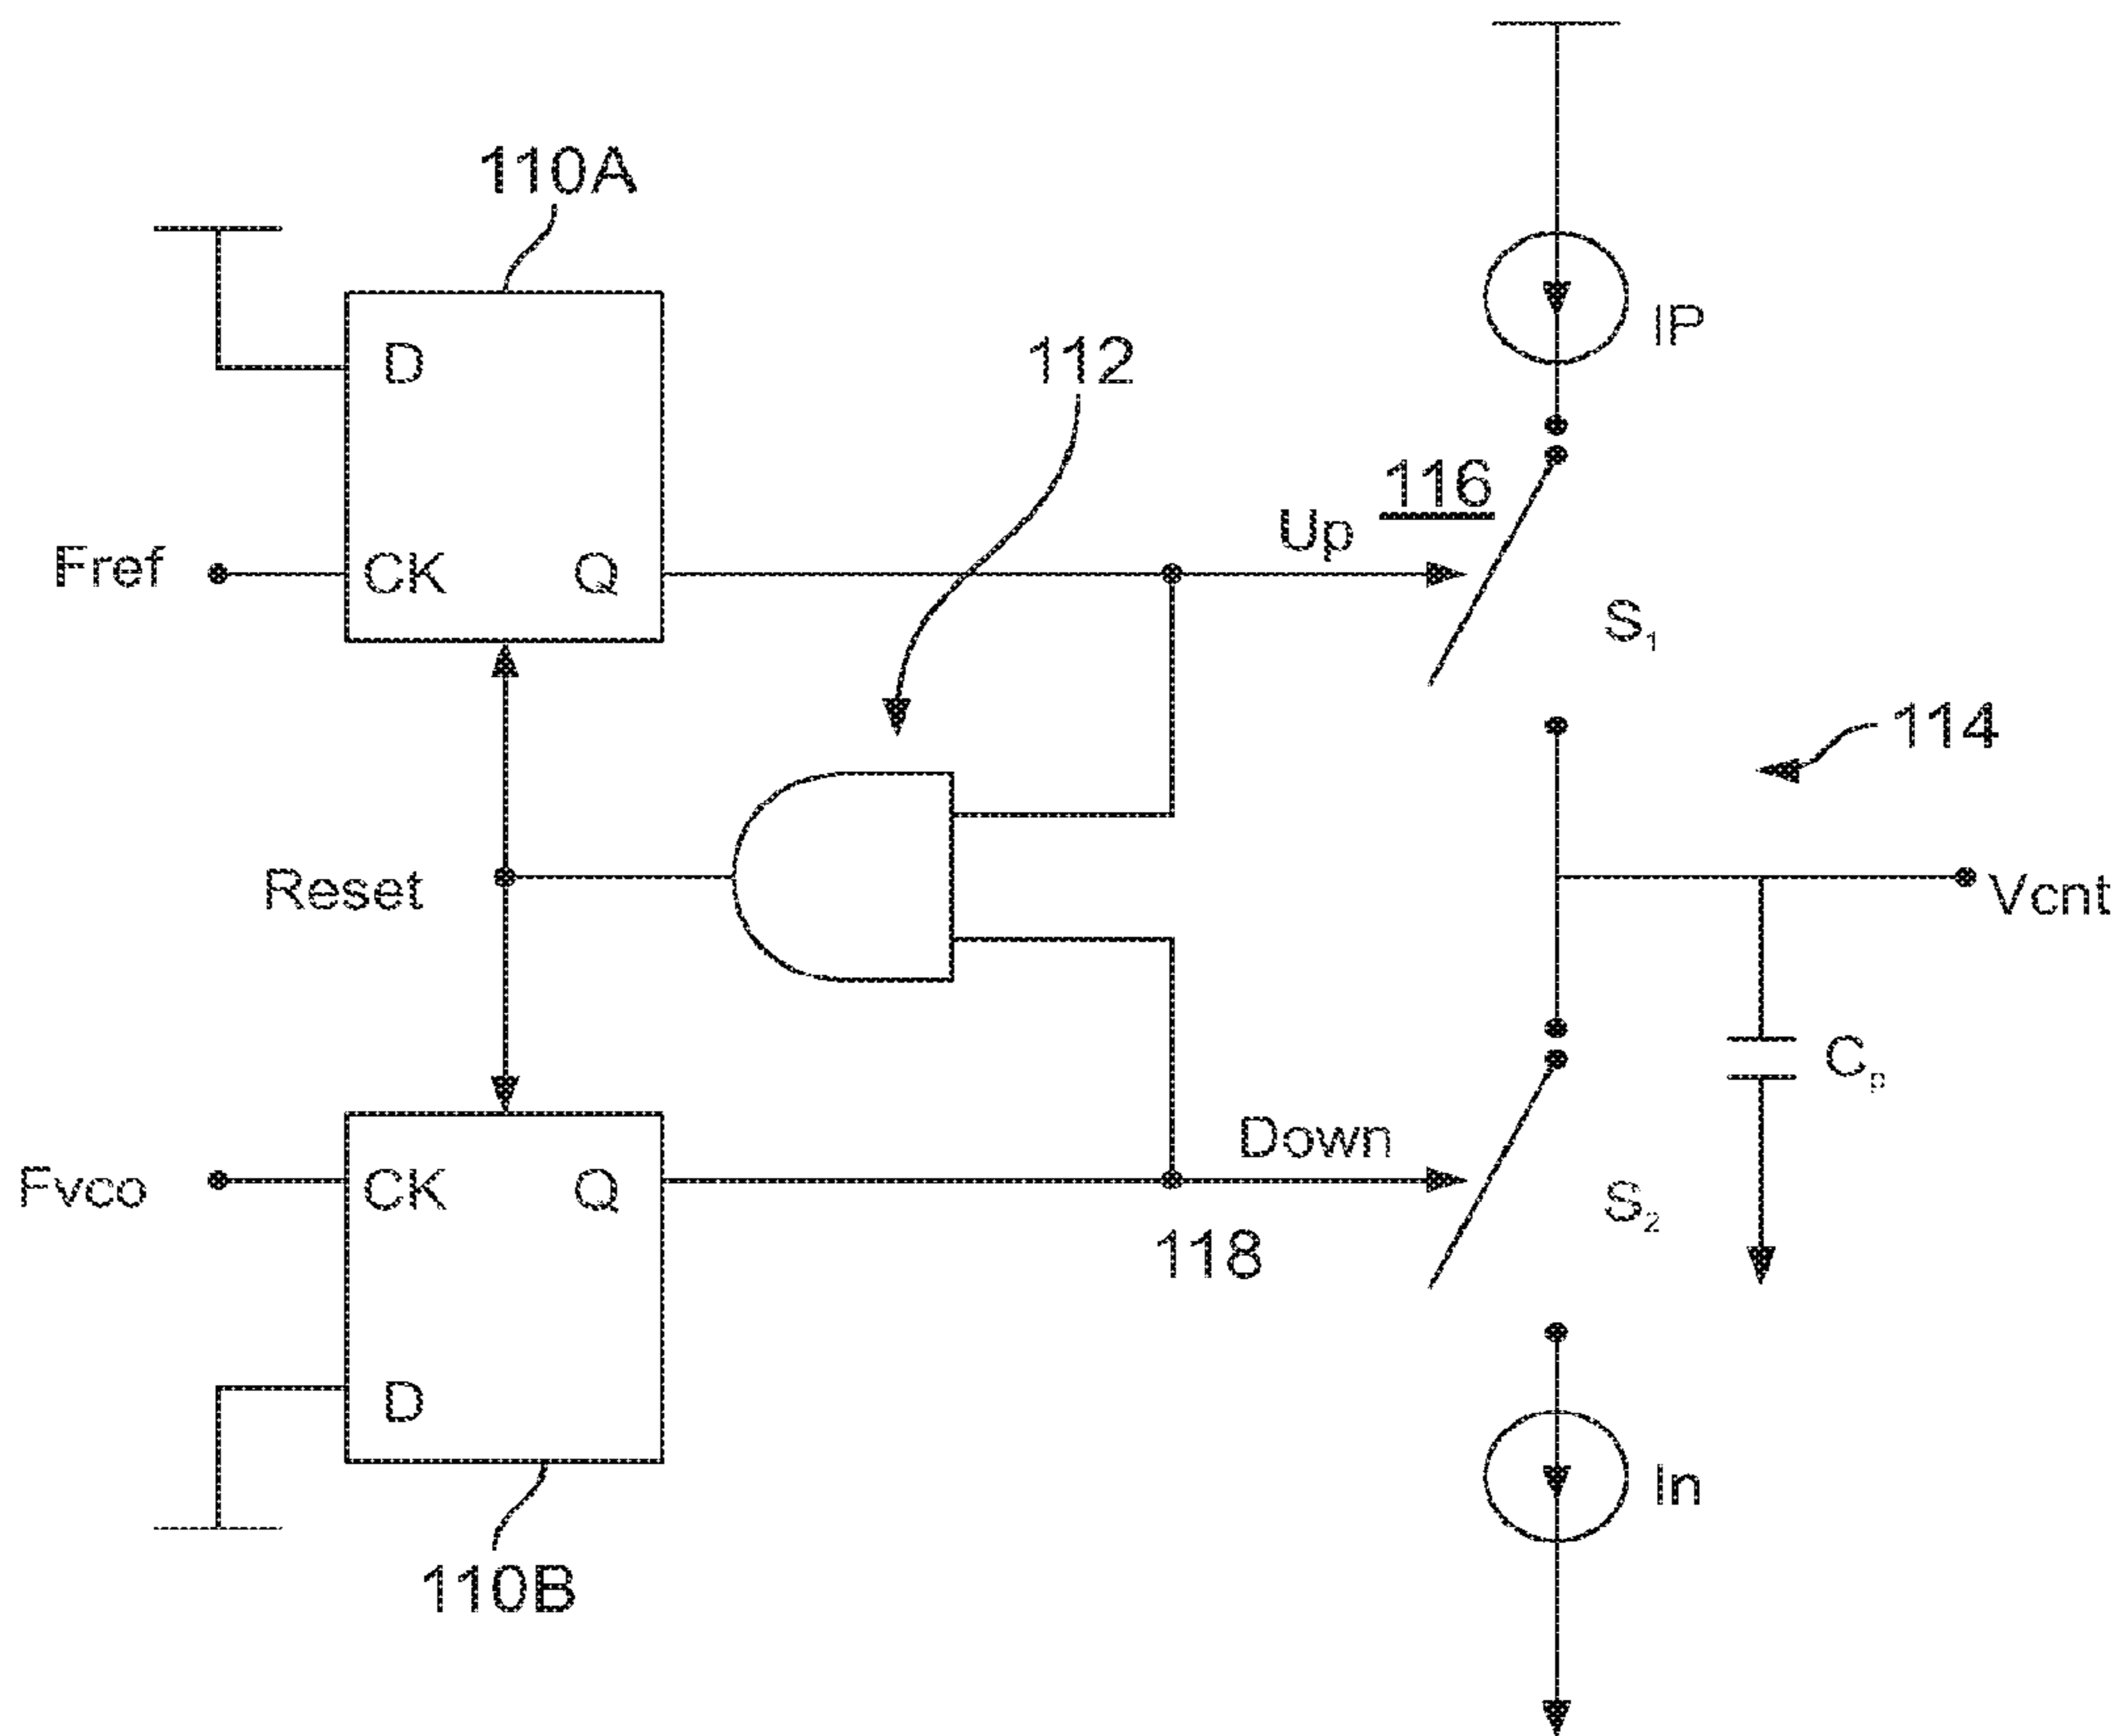 110A
D
IP
112
116
Up
Fref
CK
Q
S₁
114
Reset
Vcnt
Cₚ
Down
Fvco
CK
Q
S₂
118
D
In
110B